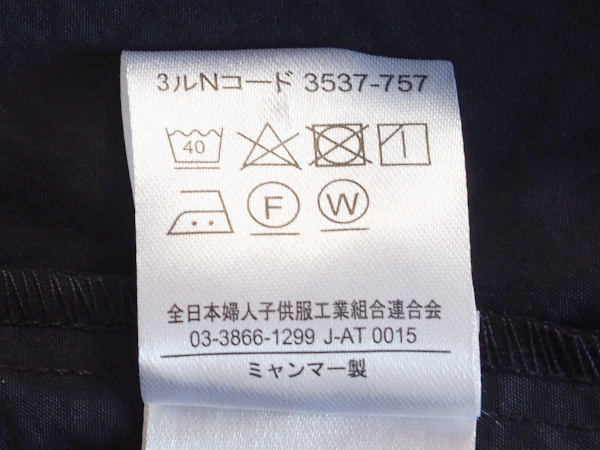 3ルNコード 3537-757
40
F W
全日本婦人子供服工業組合連合会
03-3866-1299 J-AT 0015
ミャンマー製